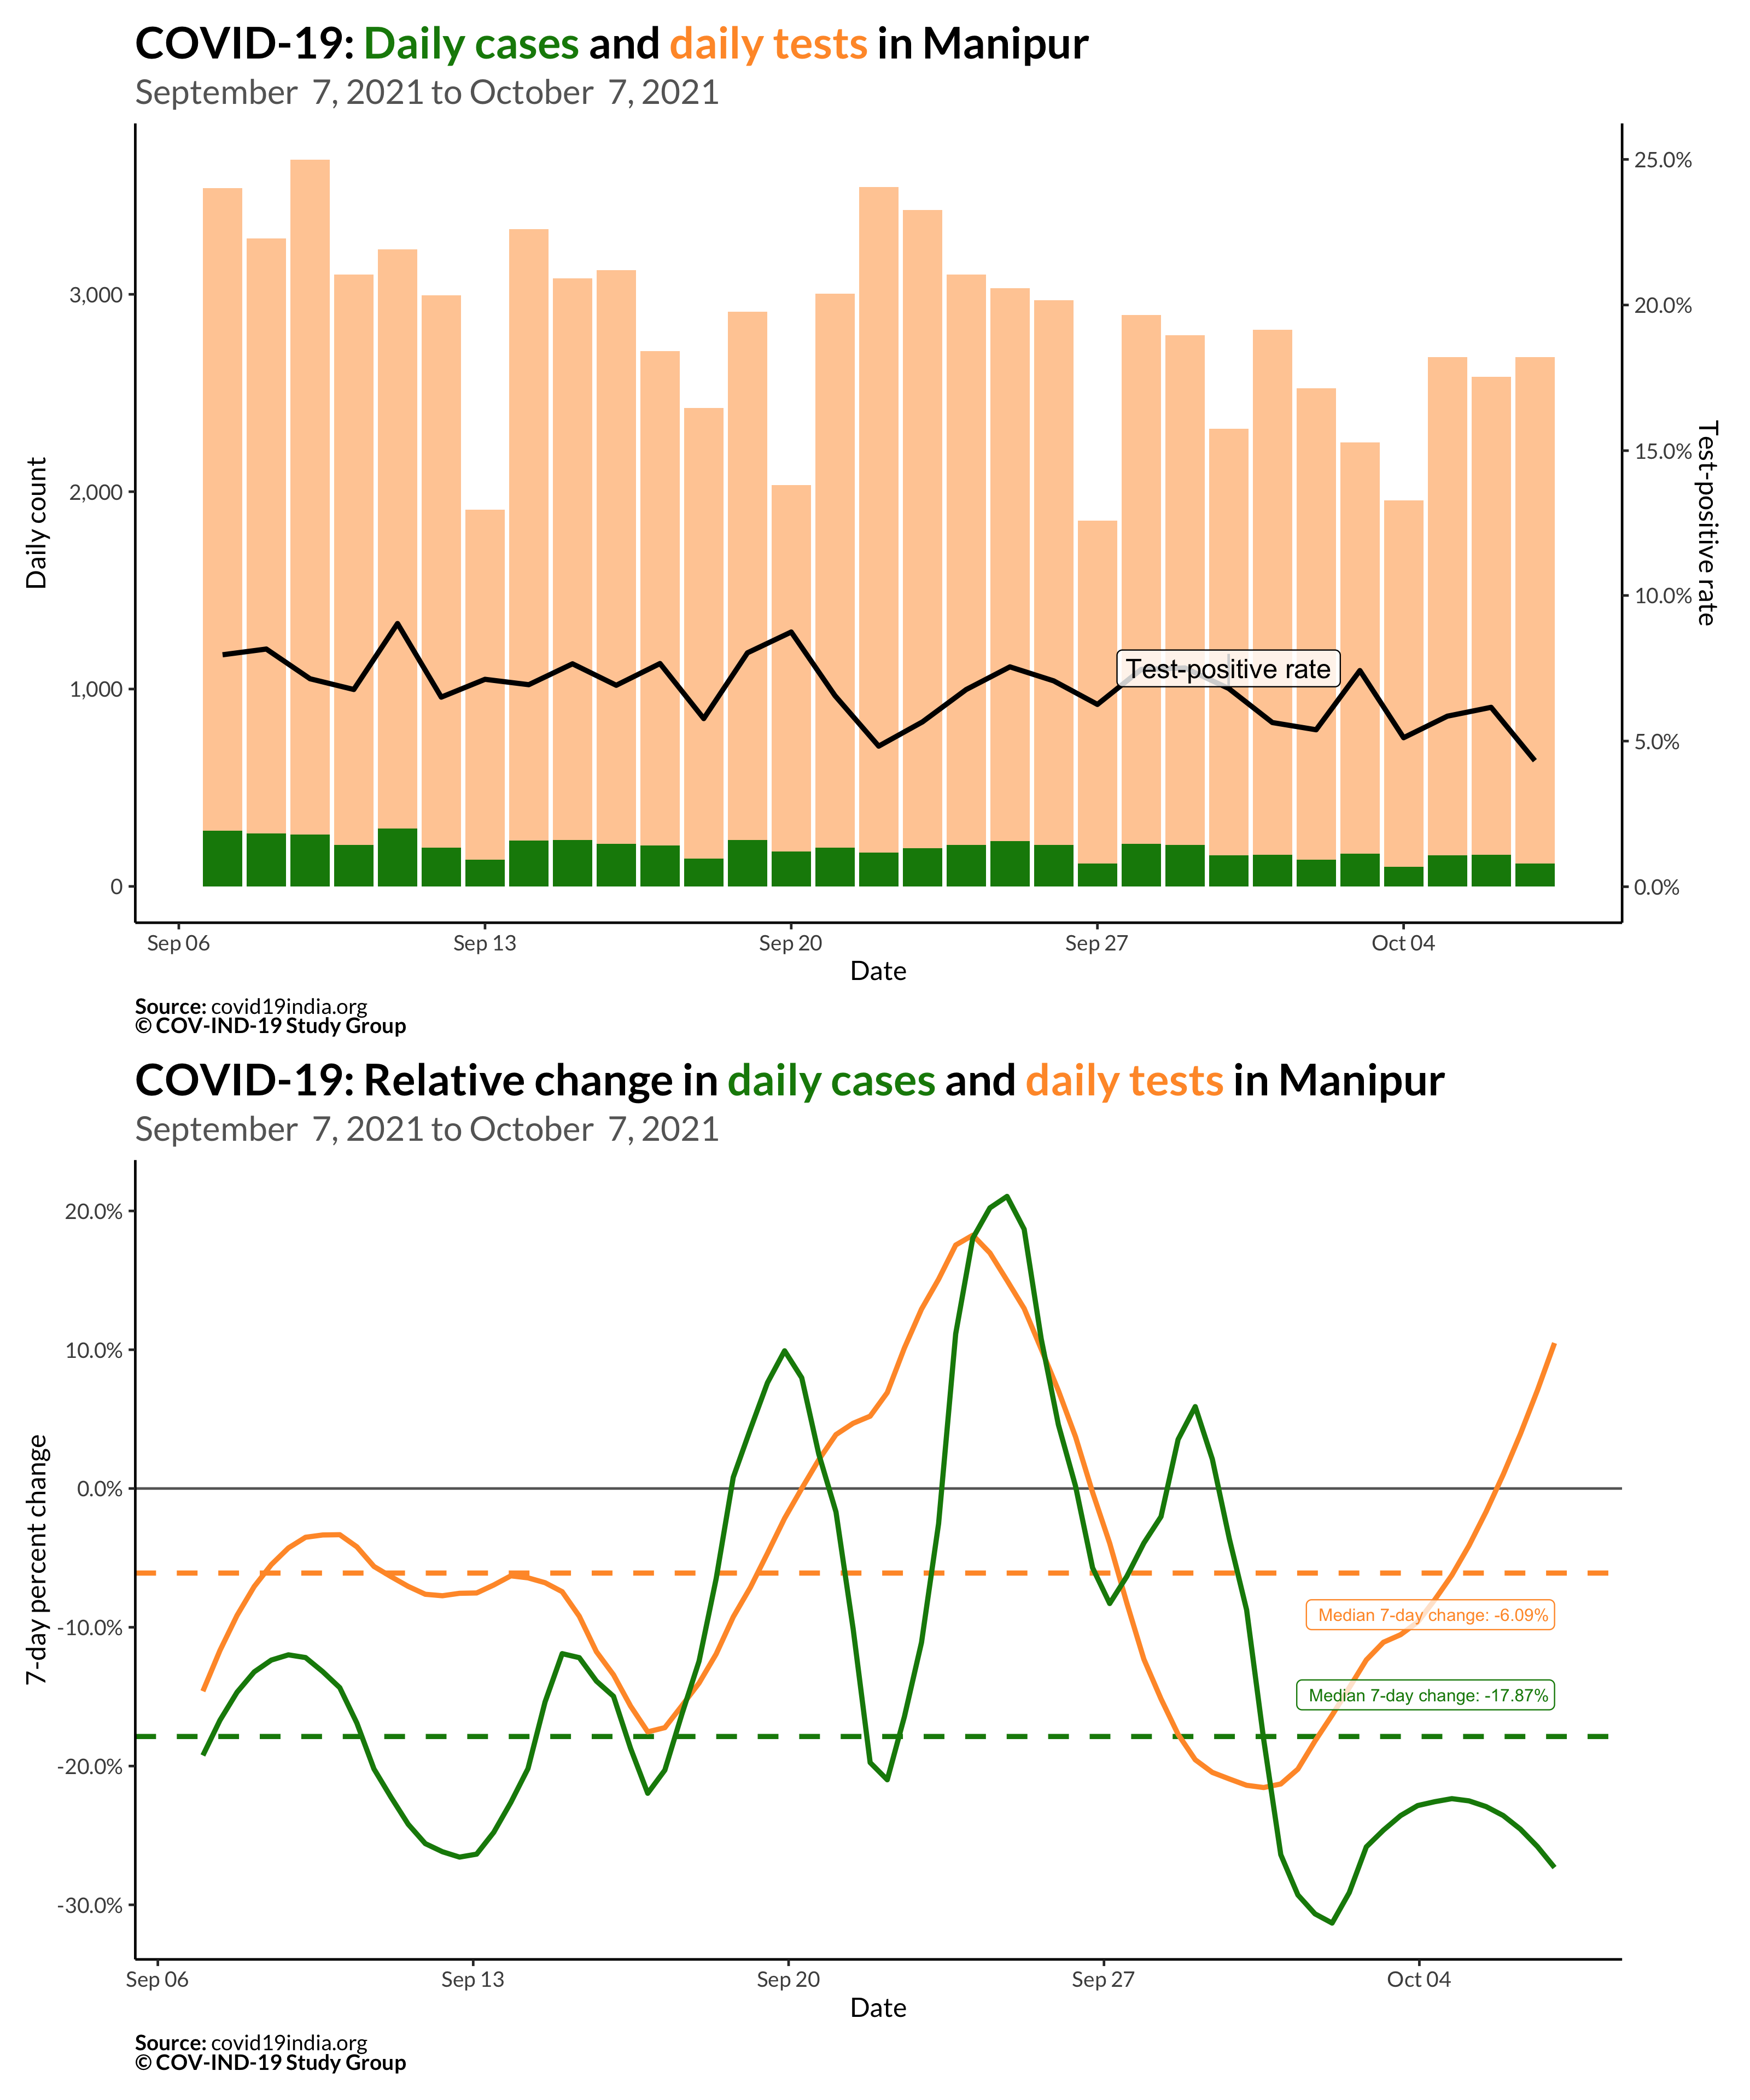 COVID-19: Daily cases and daily tests in Manipur
September 7, 2021 to October 7, 2021
25.0%
20.0%
15.0%
10.0%
5.0%
0.0%
Test-positive rate
3,000
2,000
1,000
0
Daily count
Test-positive rate
Sep 06
Sep 13
Sep 20
Sep 27
Oct 04
Date
Source: covid19india.org
© COV-IND-19 Study Group
COVID-19: Relative change in daily cases and daily tests in Manipur
September 7, 2021 to October 7, 2021
20.0%
10.0%
0.0%
-10.0%
-20.0%
-30.0%
7-day percent change
Median 7-day change: -6.09%
Median 7-day change: -17.87%
Sep 06
Sep 13
Sep 20
Sep 27
Oct 04
Date
Source: covid19india.org
© COV-IND-19 Study Group